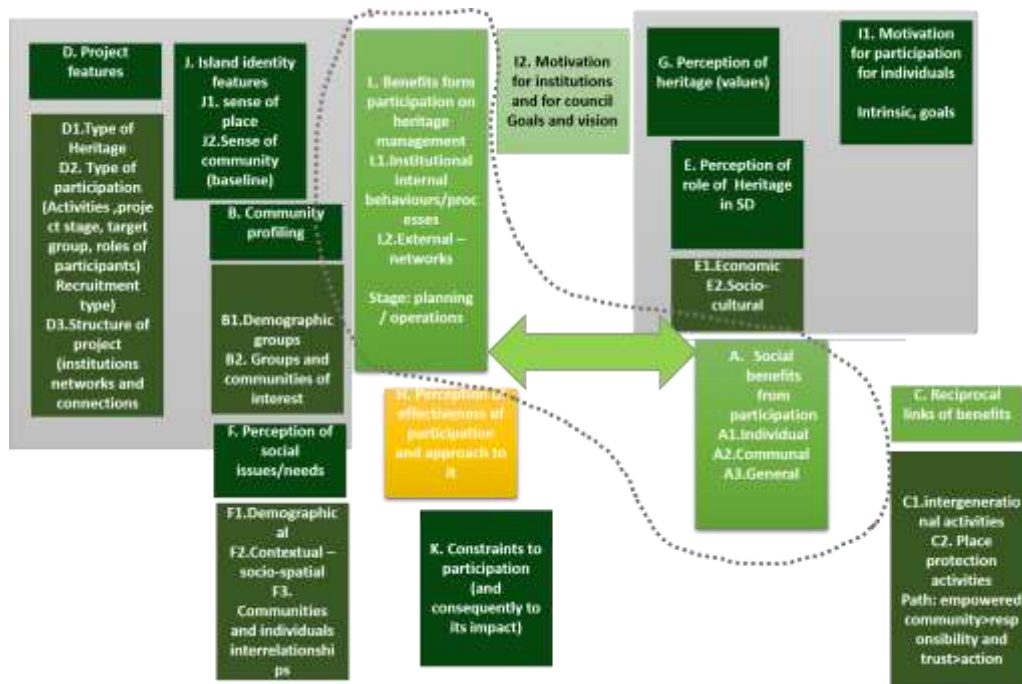 D. Project
features
D1.Type of
Heritage
D2. Type of
participation
(Activities ,proje
ct stage, target
group, roles of
participants)
Recruitment
type)
D3.Structure of
project
(institutions
networks and
connections
J. Island identity
features
J1. sense of
place
J2.Sense of
community
(baseline)
B. Community
profiling
B1.Demographic
groups
B2. Groups and
communities of
interest
F. Perception of
social
issues/needs
F1.Demographic
al
F2.Contextual –
socio-spatial
F3.
Communities
and individuals
interrelationshi
ps
L. Benefits form
participation on
heritage
management
L1.Institutional
internal
behaviours/proc
esses
L2.External –
networks
Stage: planning
/ operations
H. Perception of
effectiveness of
participation
and approach to
it
K. Constraints to
participation
(and
consequently to
its impact)
I2. Motivation
for institutions
and for council
Goals and vision
G. Perception of
heritage (values)
E. Perception of
role of Heritage
in SD
E1.Economic
E2.Socio-
cultural
I1. Motivation
for participation
for individuals
Intrinsic, goals
A. Social
benefits
from
participation
A1.Individual
A2.Communal
A3.General
C. Reciprocal
links of benefits
C1.intergeneratio
nal activities
C2. Place
protection
activities
Path: empowered
community>resp
onsibility and
trust>action